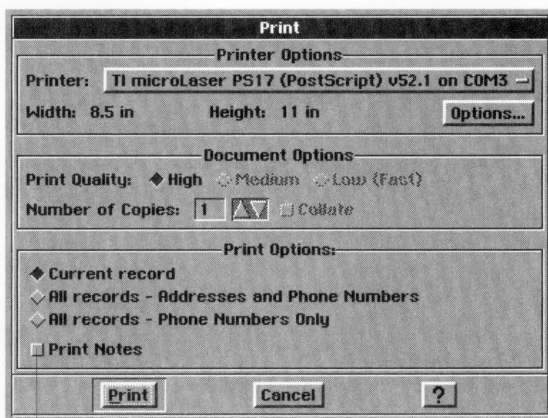 Print
Printer Options
Printer: TI microLaser PS17 (PostScript) v52.1 on COM3
Width: 8.5 in Height: 11 in Options...
Document Options
Print Quality: High Medium Low (Fast)
Number of Copies: 1 Collate
Print Options:
Current record
All records - Addresses and Phone Numbers
All records - Phone Numbers Only
Print Notes
Print Cancel ?